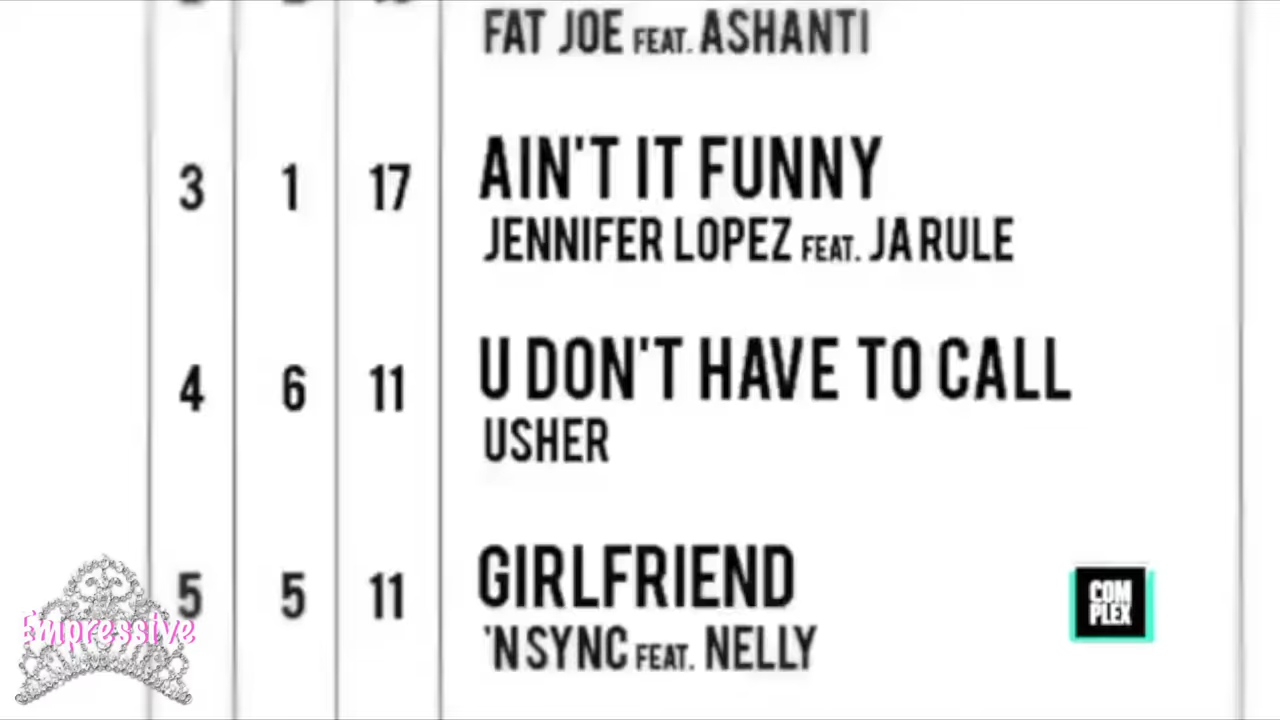 FAT JOE FEAT. ASHANTI
3 1 17 AIN'T IT FUNNY
JENNIFER LOPEZ FEAT. JA RULE
4 6 11 U DON'T HAVE TO CALL
USHER
5 5 11 GIRLFRIEND
'N SYNC FEAT. NELLY
COM
PLEX
Empressive